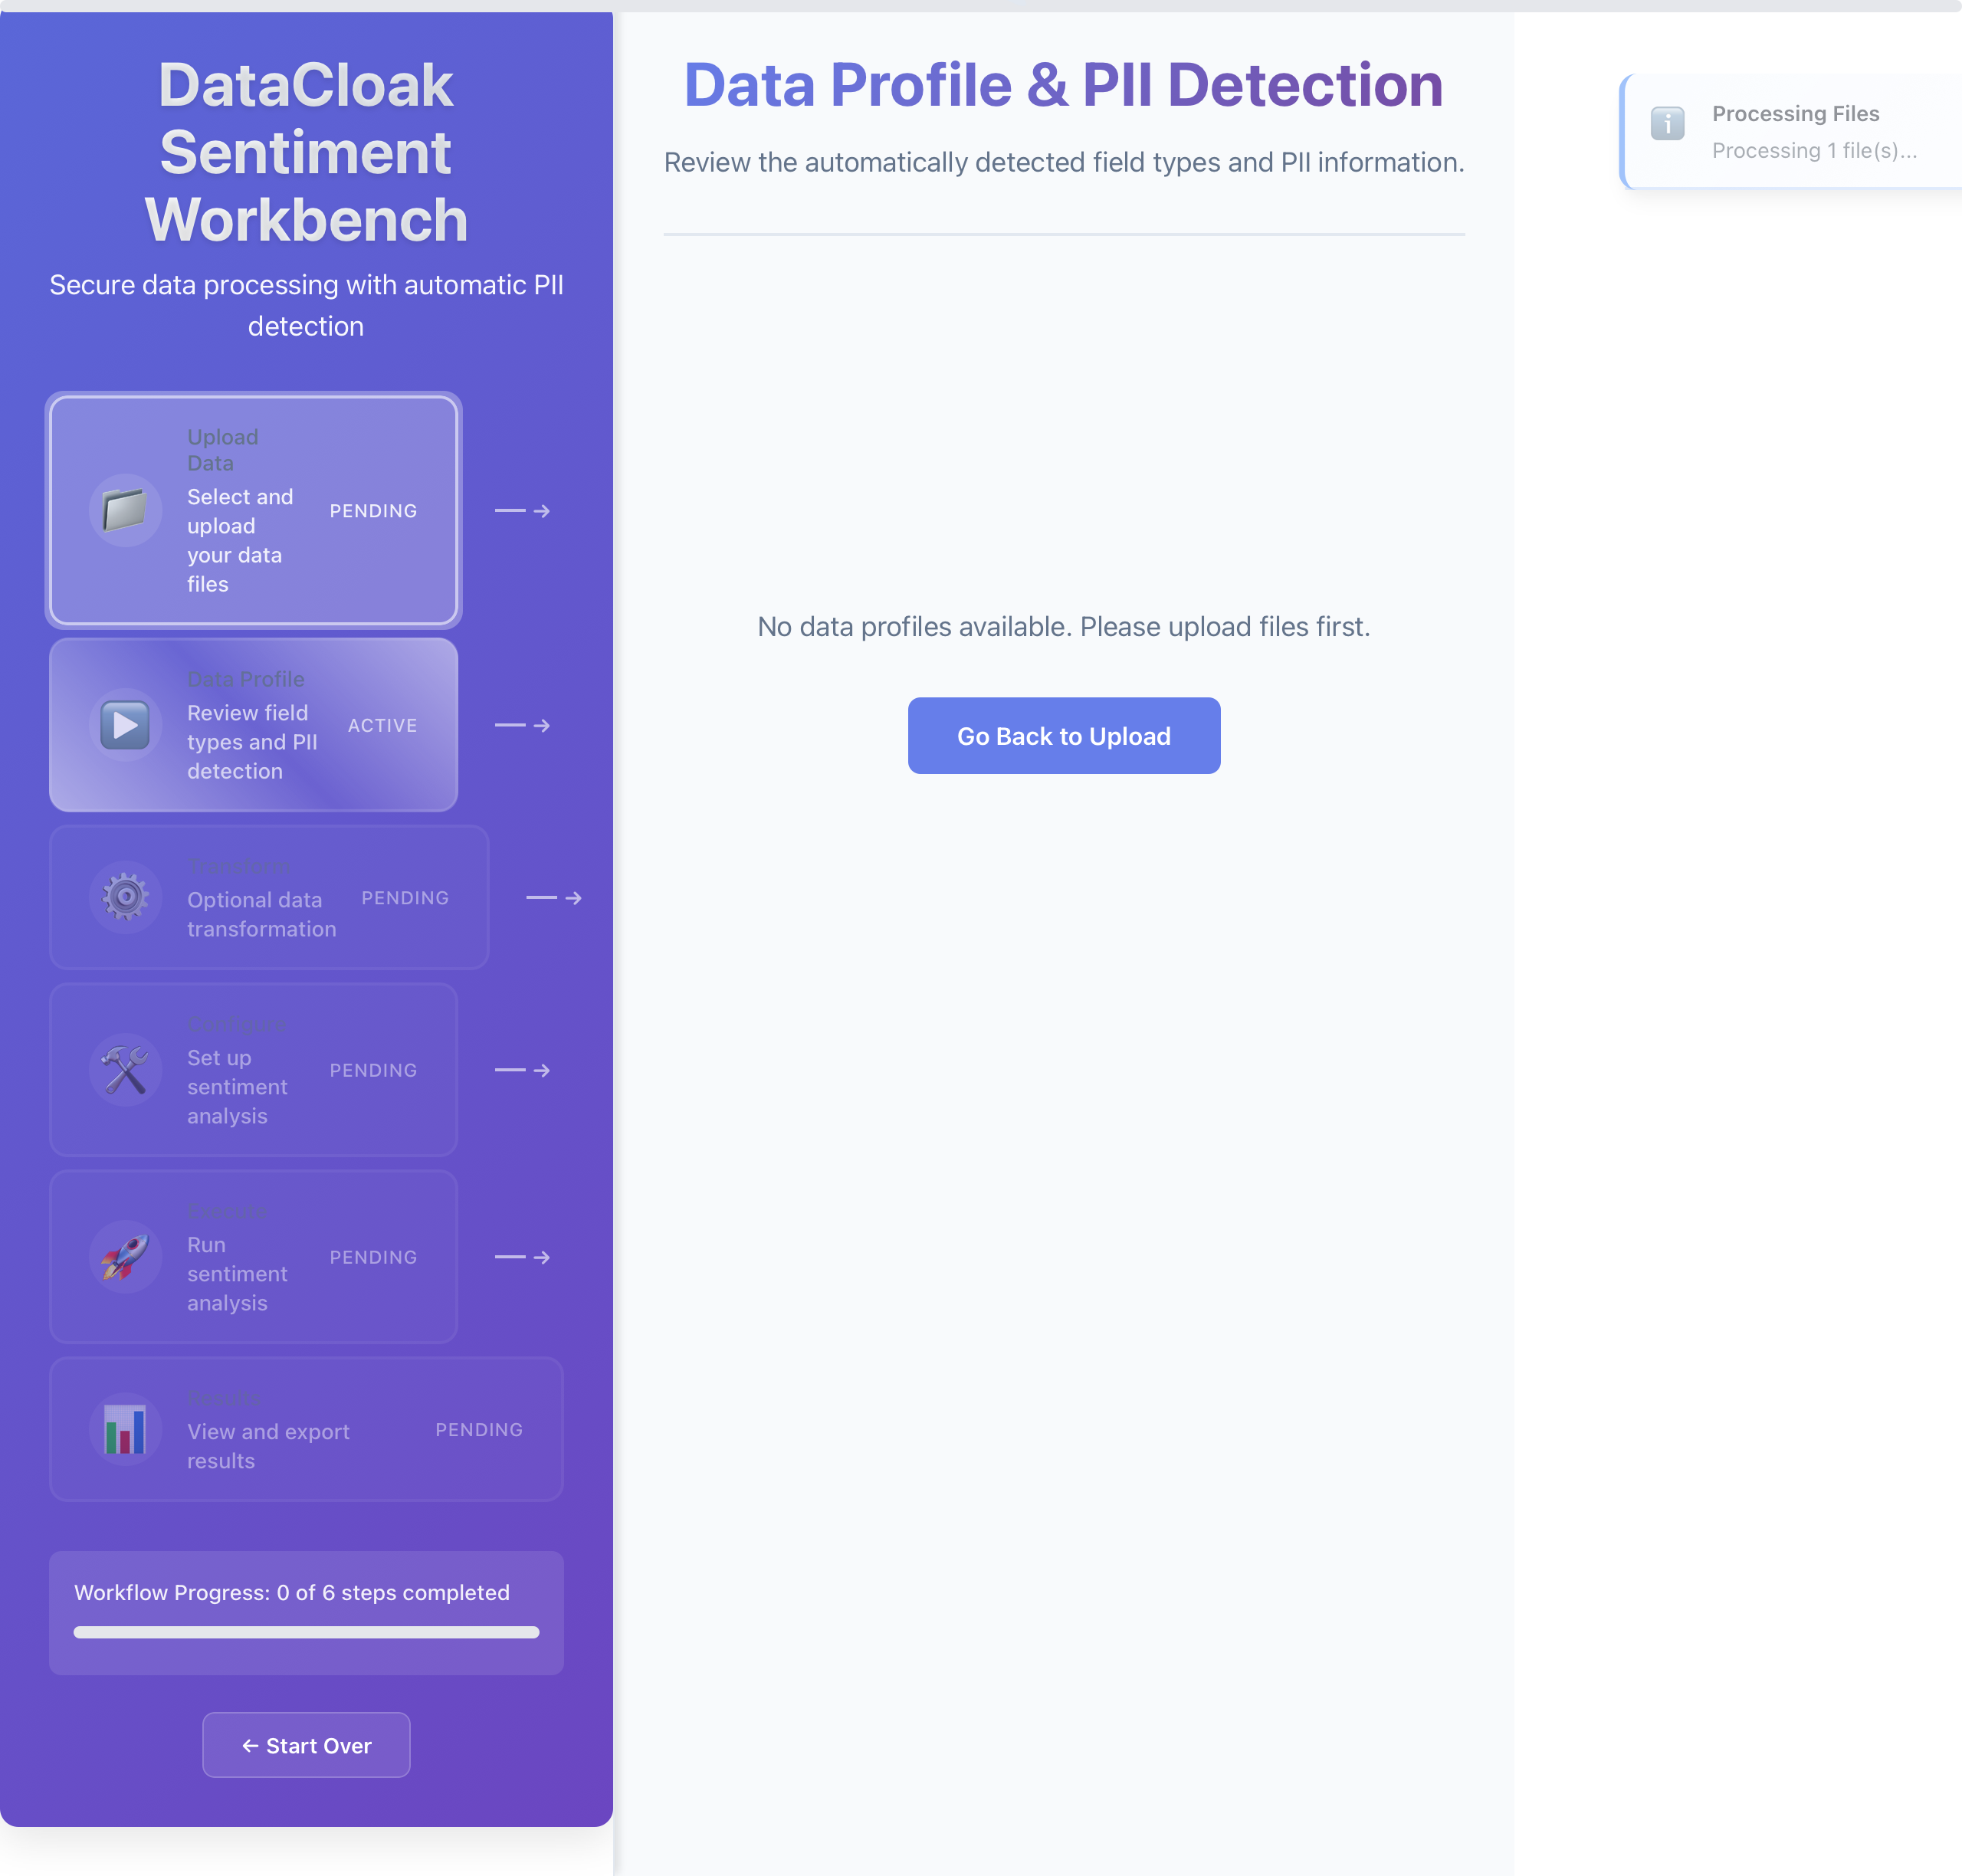 DataCloak
Sentiment
Workbench
Secure data processing with automatic PII
detection
Upload
Data
Select and
upload
your data
files
PENDING
Data Profile
Review field
types and PII
detection
ACTIVE
Transform
Optional data
transformation
PENDING
Configure
Set up
sentiment
analysis
PENDING
Execute
Run
sentiment
analysis
PENDING
Results
View and export
results
PENDING
Workflow Progress: 0 of 6 steps completed
← Start Over
Data Profile & PII Detection
Review the automatically detected field types and PII information.
No data profiles available. Please upload files first.
Go Back to Upload
Processing Files
Processing 1 file(s)...